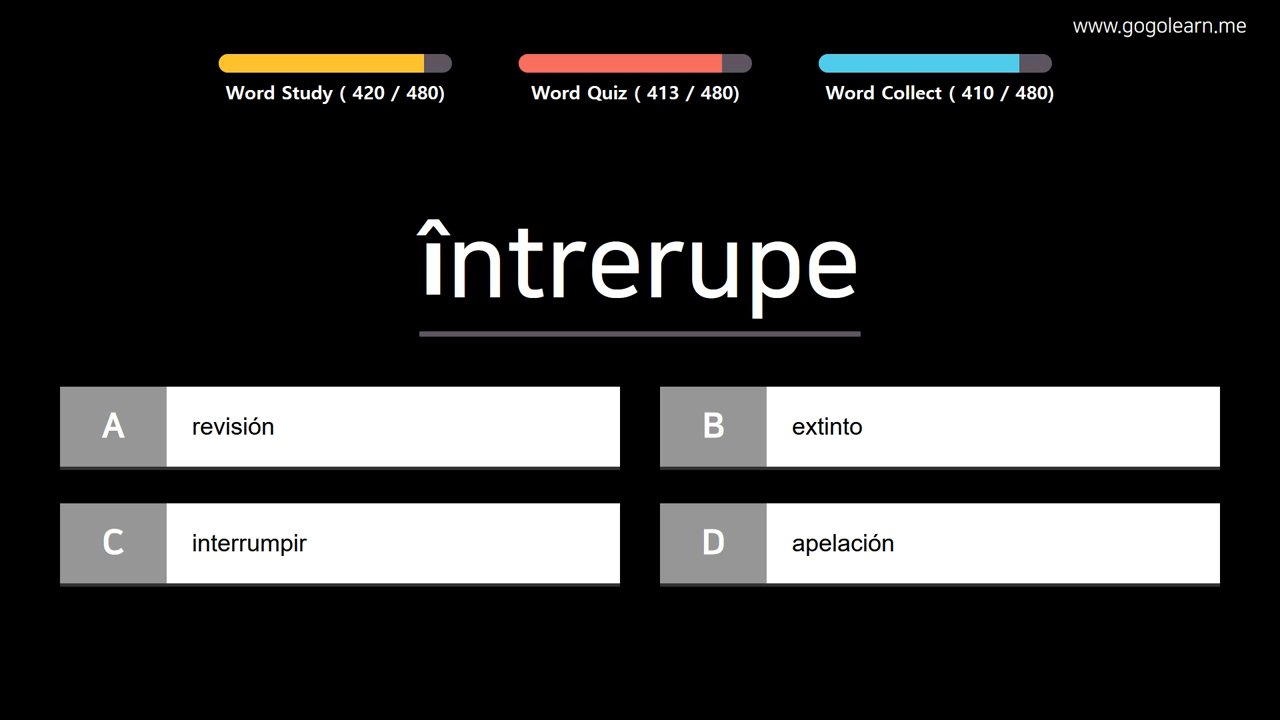 www.gogolearn.me
Word Study ( 420 / 480)
Word Quiz ( 413 / 480)
Word Collect ( 410 / 480)
întrerupe
A revisión
B extinto
C interrumpir
D apelación